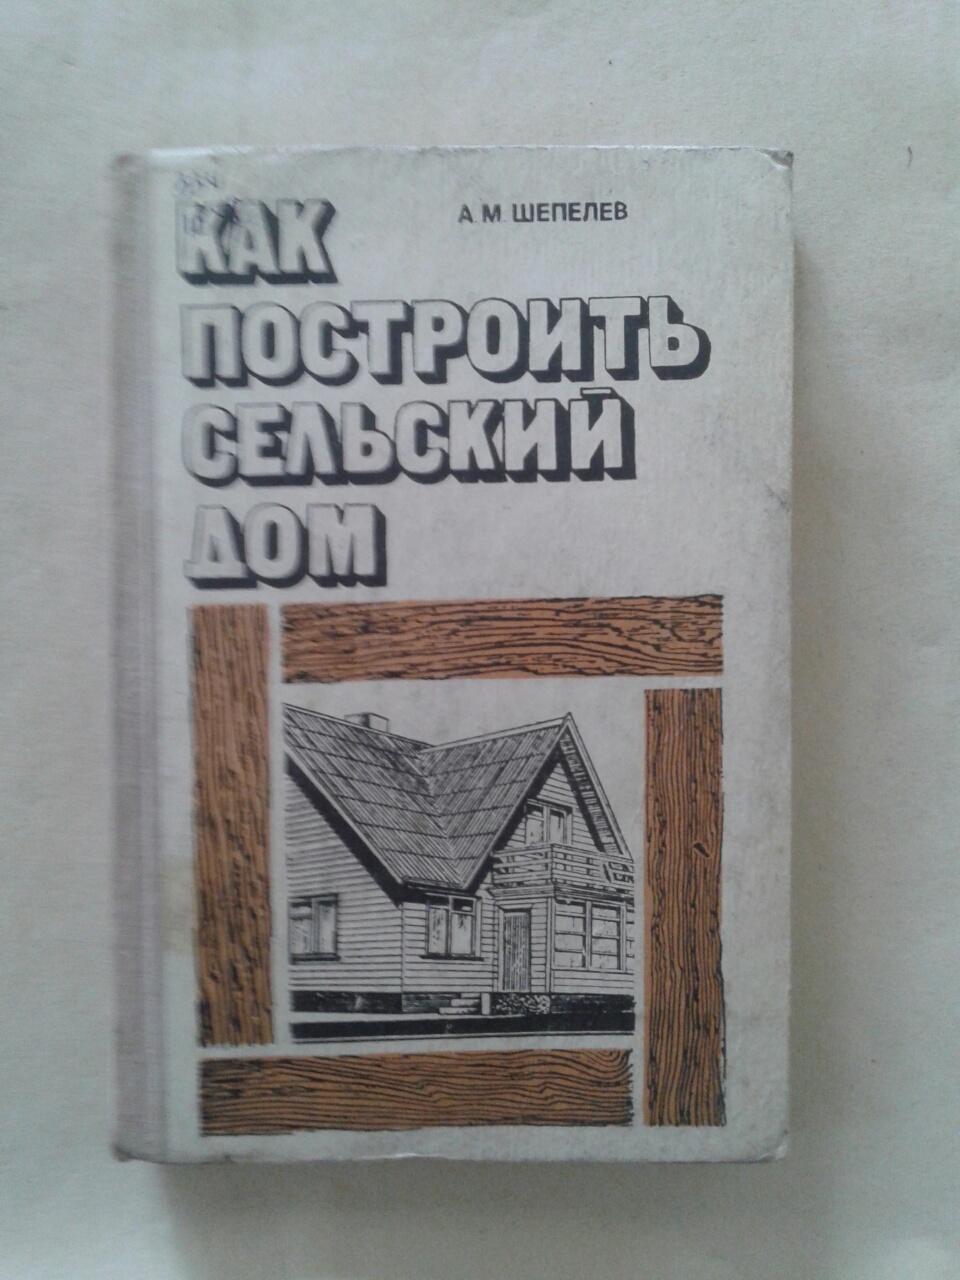 А. М. ШЕПЕЛЕВ
КАК
ПОСТРОИТЬ
СЕЛЬСКИЙ
ДОМ